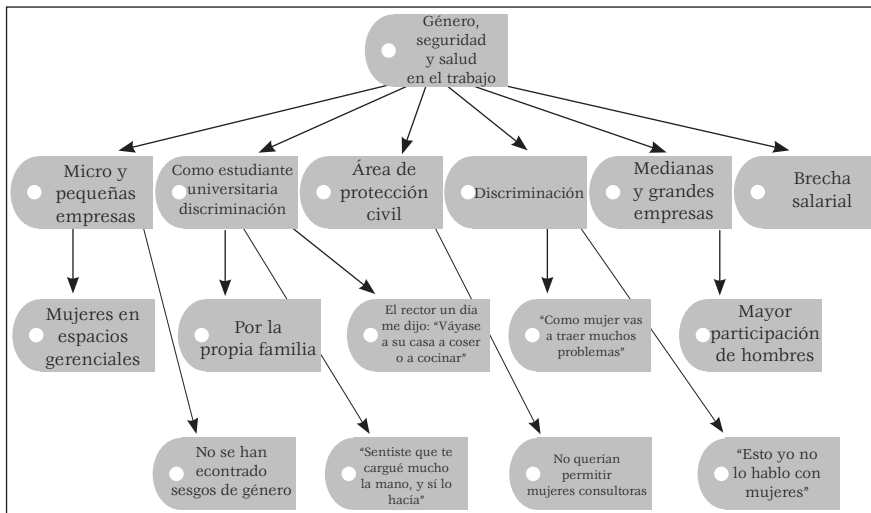 Género,
seguridad
y salud
en el trabajo
Micro y
pequeñas
empresas
Como estudiante
universitaria
discriminación
Área de
protección
civil
Discriminación
Medianas
y grandes
empresas
Brecha
salarial
Mujeres en
espacios
gerenciales
Por la
propia familia
El rector un día
me dijo: “Váyase
a su casa a coser
o a cocinar”
“Como mujer vas
a traer muchos
problemas”
Mayor
participación
de hombres
No se han
econtrado
sesgos de género
“Sentiste que te
cargué mucho
la mano, y sí lo
hacía”
No querían
permitir
mujeres consultoras
“Esto yo no
lo hablo con
mujeres”